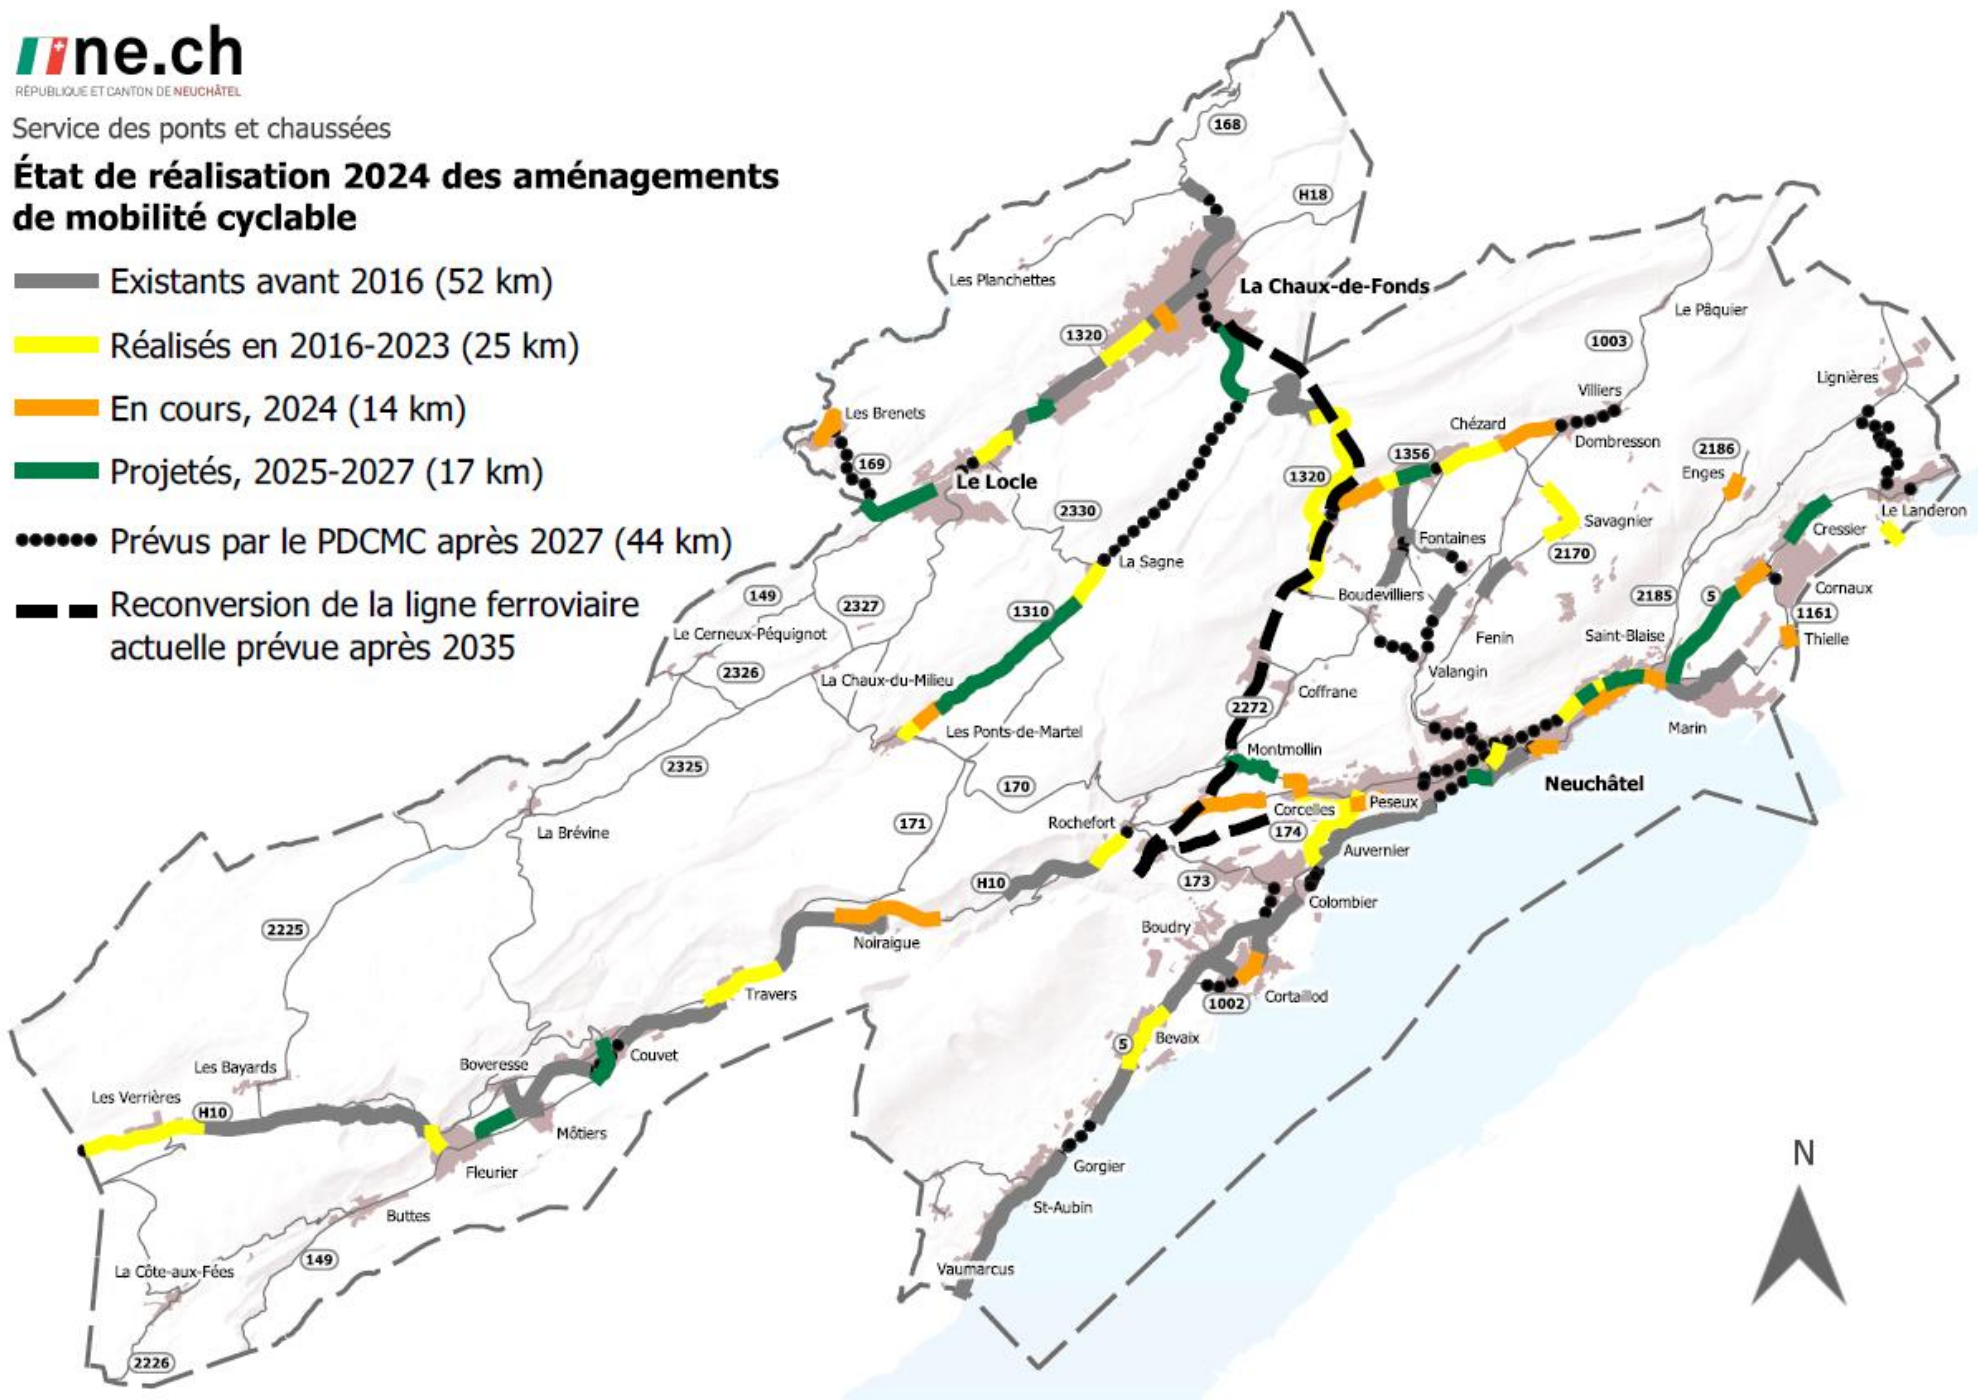 ne.ch
RÉPUBLIQUE ET CANTON DE NEUCHÂTEL
Service des ponts et chaussées
État de réalisation 2024 des aménagements
de mobilité cyclable
Existants avant 2016 (52 km)
Réalisés en 2016-2023 (25 km)
En cours, 2024 (14 km)
Projetés, 2025-2027 (17 km)
Prévus par le PDCMC après 2027 (44 km)
Reconversion de la ligne ferroviaire
actuelle prévue après 2035
168
H18
Les Planchettes
La Chaux-de-Fonds
Le Pâquier
1320
1003
Lignières
Villiers
Les Brenets
Chézard
Dombresson
169
1356
2186
Enges
Le Locle
1320
2330
Savagnier
Le Landeron
Cressier
Fontaines
2170
La Sagne
149
2327
1310
Boudevilliers
2185
5
Cornaux
1161
Le Cerneux-Péquignot
Fenin
Saint-Blaise
Thielle
2326
La Chaux-du-Milieu
Valangin
Coffrane
2272
Les Ponts-de-Martel
Marin
Montmollin
2325
170
Neuchâtel
Corcelles
Peseux
La Brévine
171
Rochefort
174
Auvernier
H10
173
Colombier
2225
Noiraigue
Boudry
Travers
1002
Cortaillod
5
Bevaix
Couvet
Boveresse
Les Bayards
Les Verrières
H10
Môtiers
Fleurier
Gorgier
N
Buttes
St-Aubin
149
La Côte-aux-Fées
Vaumarcus
2226